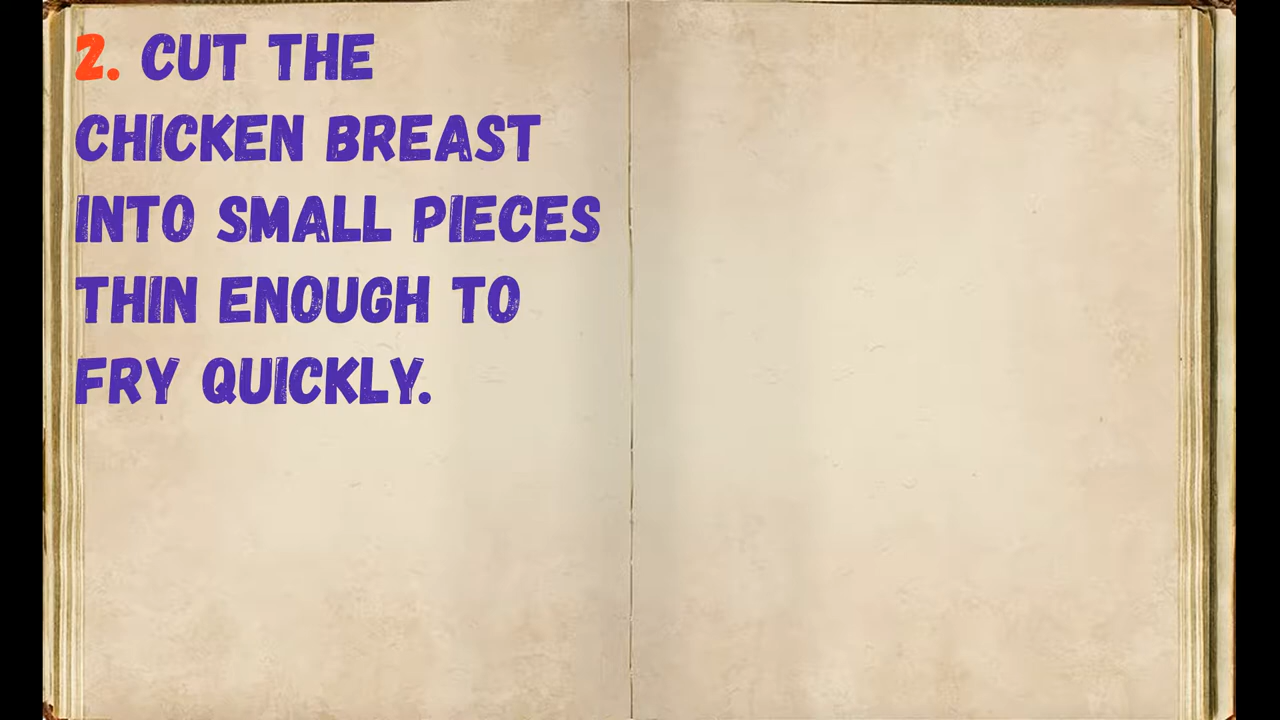 2. CUT THE
CHICKEN BREAST
INTO SMALL PIECES
THIN ENOUGH TO
FRY QUICKLY.